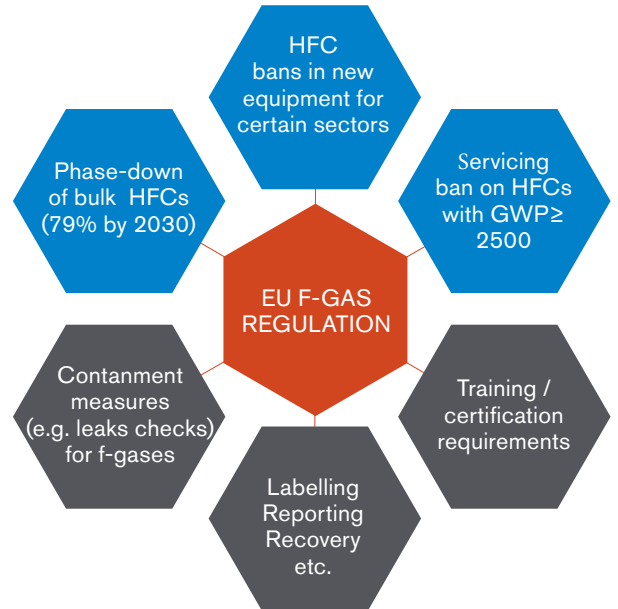 HFC
bans in new
equipment for
certain sectors
Phase-down
of bulk HFCs
(79% by 2030)
Servicing
ban on HFCs
with GWP≥
2500
EU F-GAS
REGULATION
Contanment
measures
(e.g. leaks checks)
for f-gases
Training /
certification
requirements
Labelling
Reporting
Recovery
etc.